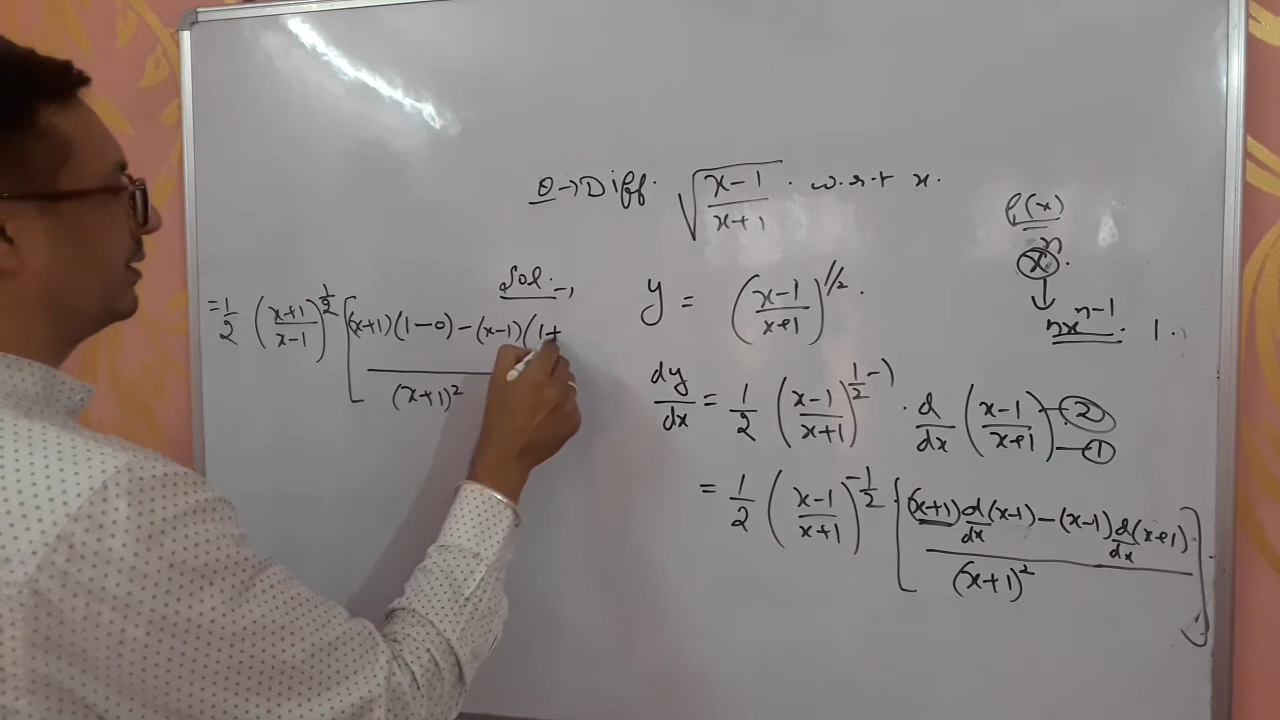 Q→Diff. √((x-1)/(x+1)) . w.r.t x.
f(x)
xⁿ.
↓
nxⁿ⁻¹. 1.
Sol.-,
y = ((x-1)/(x+1))^(1/2).
dy/dx = 1/2 ((x-1)/(x+1))^(1/2 -1) . d/dx ((x-1)/(x+1)) -② -①
= 1/2 ((x-1)/(x+1))^(-1/2) [((x+1) d/dx (x-1) - (x-1) d/dx (x+1))/(x+1)²]
= 1/2 ((x+1)/(x-1))^(1/2) [((x+1)(1-0) - (x-1)(1+/(x+1)²